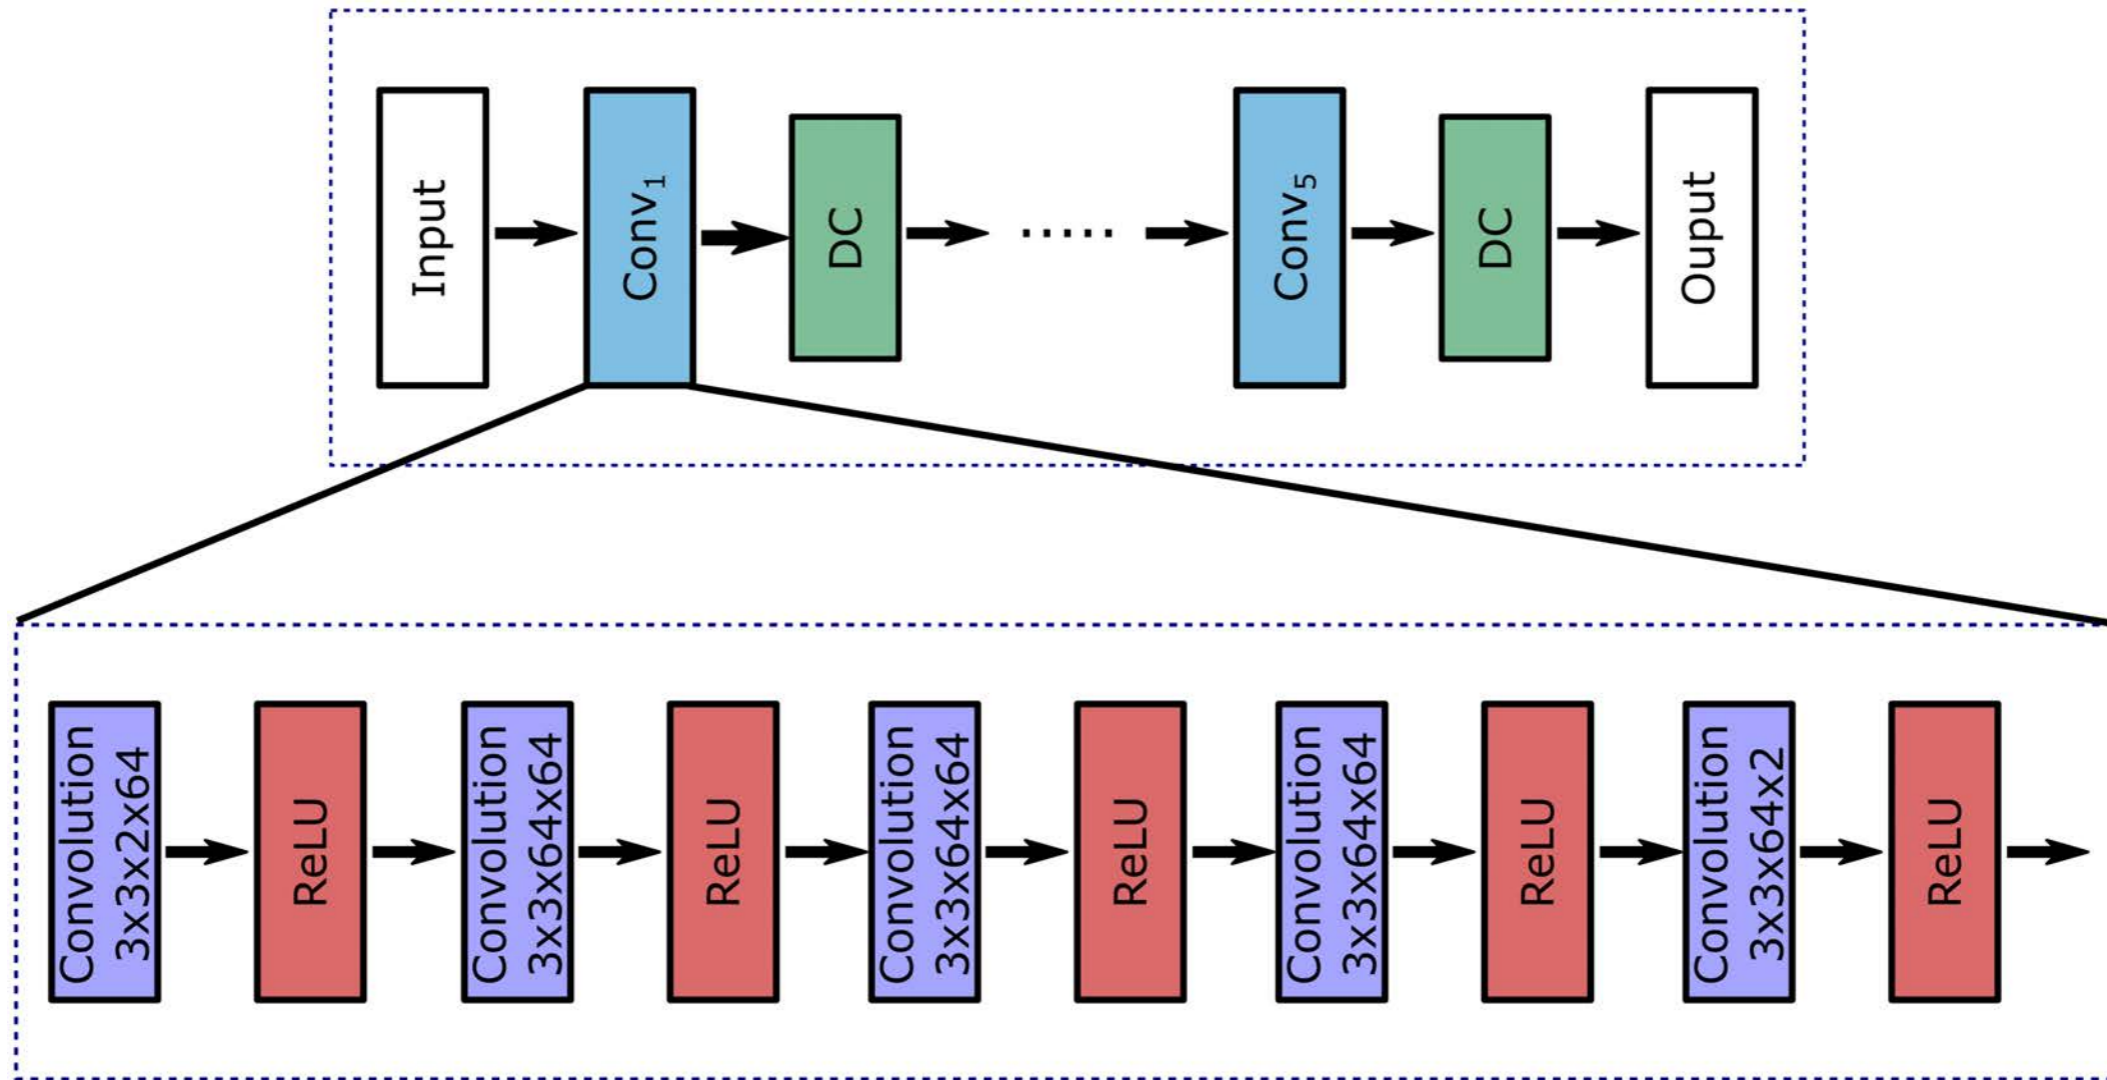 Input
Conv₁
DC
.....
Conv₅
DC
Ouput
Convolution
3x3x2x64
ReLU
Convolution
3x3x64x64
ReLU
Convolution
3x3x64x64
ReLU
Convolution
3x3x64x64
ReLU
Convolution
3x3x64x2
ReLU